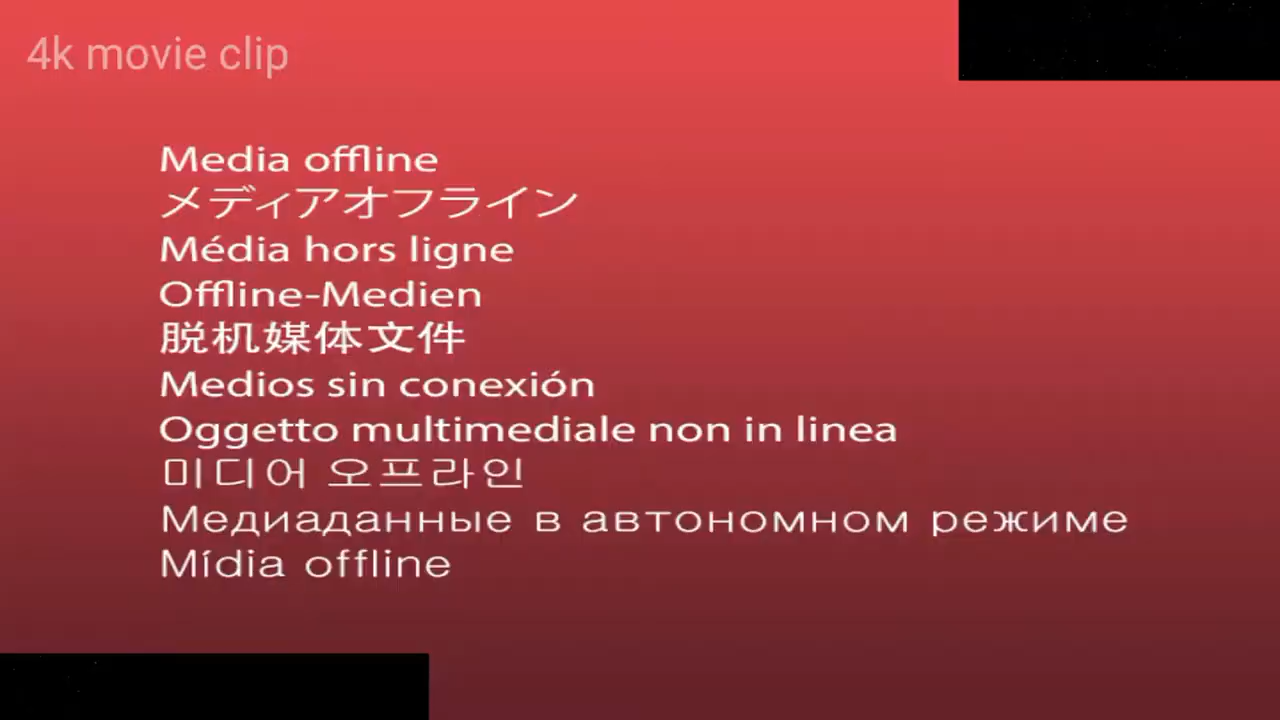 4k movie clip
Media offline
メディアオフライン
Média hors ligne
Offline-Medien
脱机媒体文件
Medios sin conexión
Oggetto multimediale non in linea
미디어 오프라인
Медиаданные в автономном режиме
Mídia offline